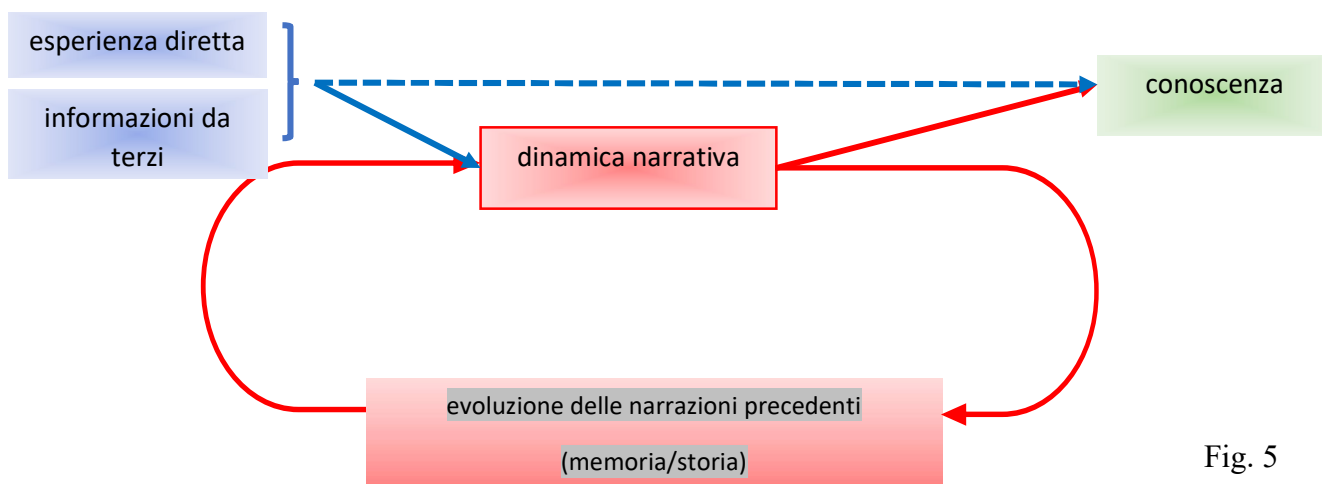 esperienza diretta
informazioni da
terzi
conoscenza
dinamica narrativa
evoluzione delle narrazioni precedenti
(memoria/storia)
Fig. 5